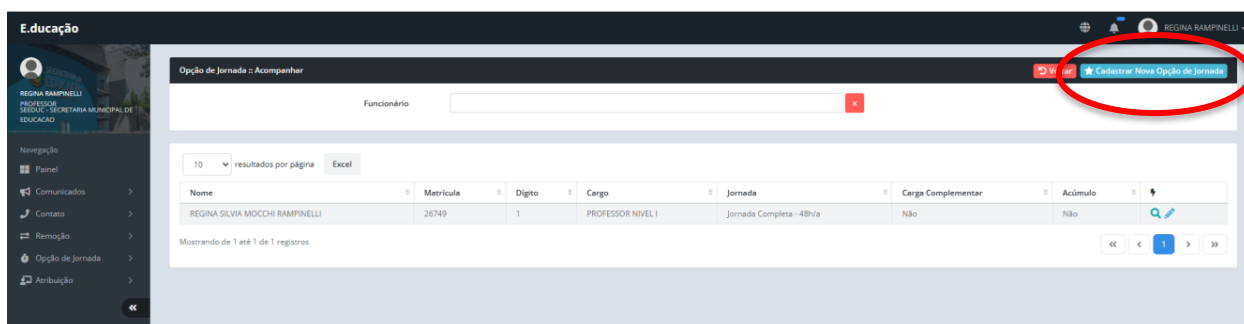 E.ducação
REGINA RAMPINELLI
REGINA RAMPINELLI
PROFESSOR
SEEDUC - SECRETARIA MUNICIPAL DE
EDUCACAO
Navegação
Painel
Comunicados
Contato
Remoção
Opção de Jornada
Atribuição
Opção de Jornada :: Acompanhar
Voltar
Cadastrar Nova Opção de Jornada
Funcionário
x
10 resultados por página Excel
Nome Matrícula Dígito Cargo Jornada Carga Complementar Acúmulo
REGINA SILVIA MOCCHI RAMPINELLI 26749 1 PROFESSOR NIVEL I Jornada Completa - 48h/a Não Não
Mostrando de 1 até 1 de 1 registros
« ‹ 1 › »